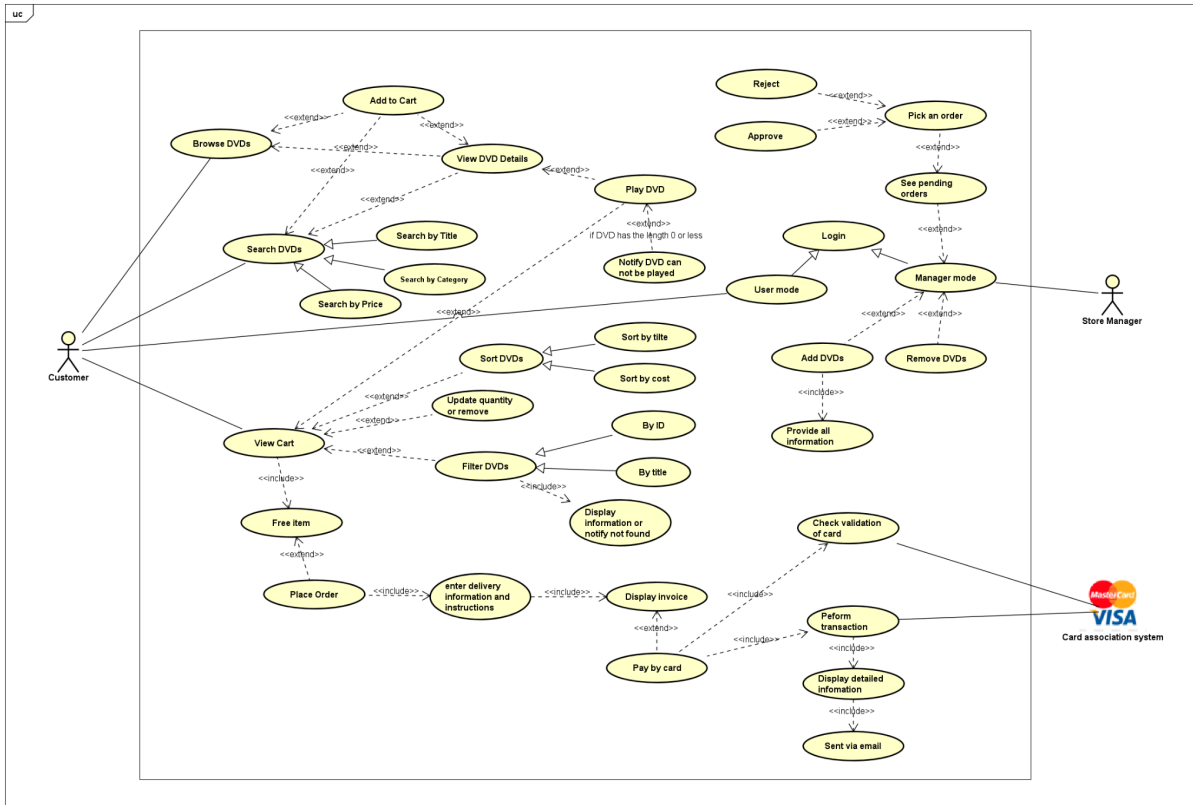 uc
Reject
Add to Cart
<<extend>>
Pick an order
<<extend>>
<<extend>>
<<extend>>
Approve
Browse DVDs
<<extend>>
View DVD Details
<<extend>>
<<extend>>
<<extend>>
Play DVD
See pending
orders
<<extend>>
<<extend>>
<<extend>>
if DVD has the length 0 or less
Search by Title
Login
Search DVDs
Notify DVD can
not be played
Search by Category
Manager mode
User mode
Search by Price
<<extend>>
Store Manager
<<extend>>
<<extend>>
Sort by tilte
Customer
Sort DVDs
Add DVDs
Remove DVDs
Sort by cost
<<extend>>
Update quantity
or remove
<<include>>
<<extend>>
By ID
Provide all
information
View Cart
<<extend>>
Filter DVDs
By title
<<include>>
<<include>>
Display
information or
notify not found
Free item
Check validation
of card
<<extend>>
Place Order
<<include>>
enter delivery
information and
instructions
<<include>>
Display invoice
<<include>>
MasterCard
VISA
Card association system
<<extend>>
Peform
transaction
<<include>>
Pay by card
<<include>>
Display detailed
infomation
<<include>>
Sent via email